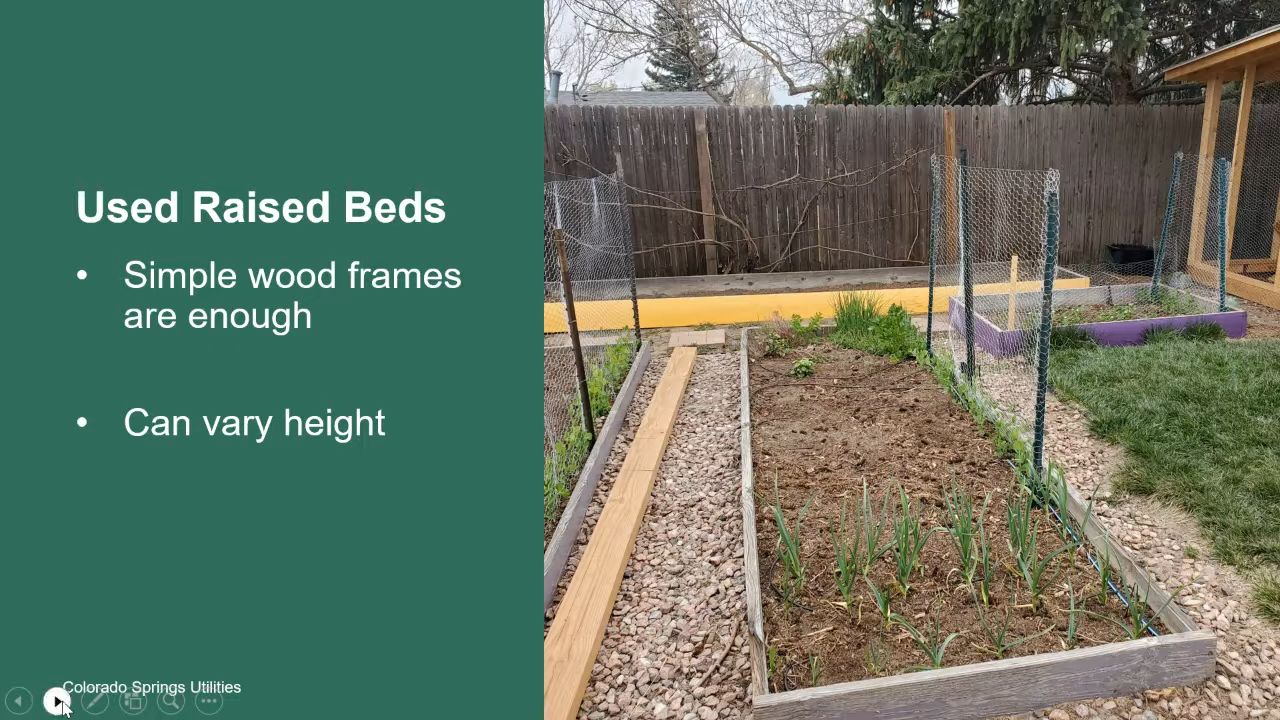 Used Raised Beds
• Simple wood frames
are enough
• Can vary height
Colorado Springs Utilities